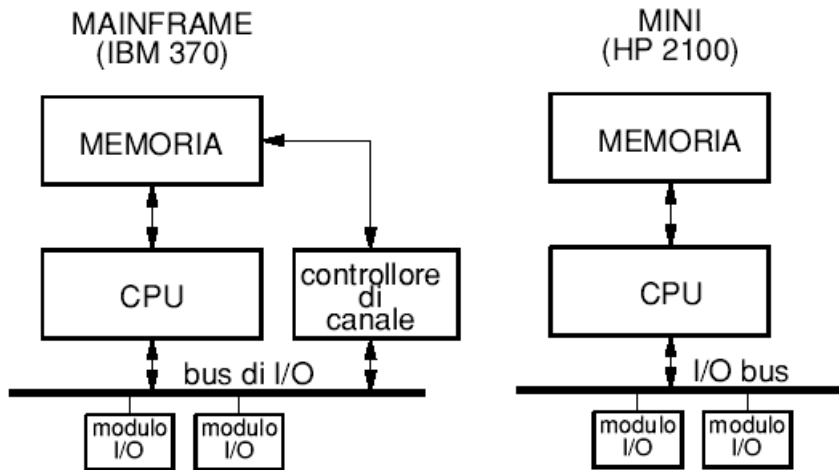 MAINFRAME
(IBM 370)
MEMORIA
CPU
controllore
di
canale
bus di I/O
modulo
I/O
modulo
I/O
MINI
(HP 2100)
MEMORIA
CPU
I/O bus
modulo
I/O
modulo
I/O